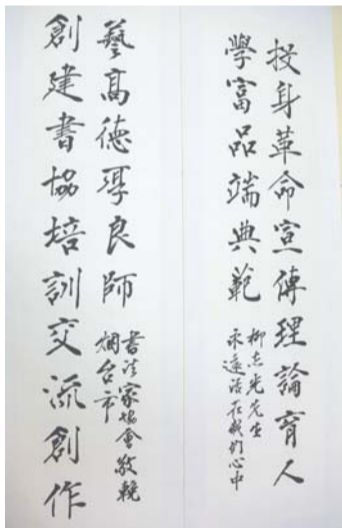 投身革命宣傳理論育人
學富品端典範
柳志光先生
永遠活在我們心中
創建書協培訓交流創作
藝高德厚良師
烟台市
書法家協會敬輓